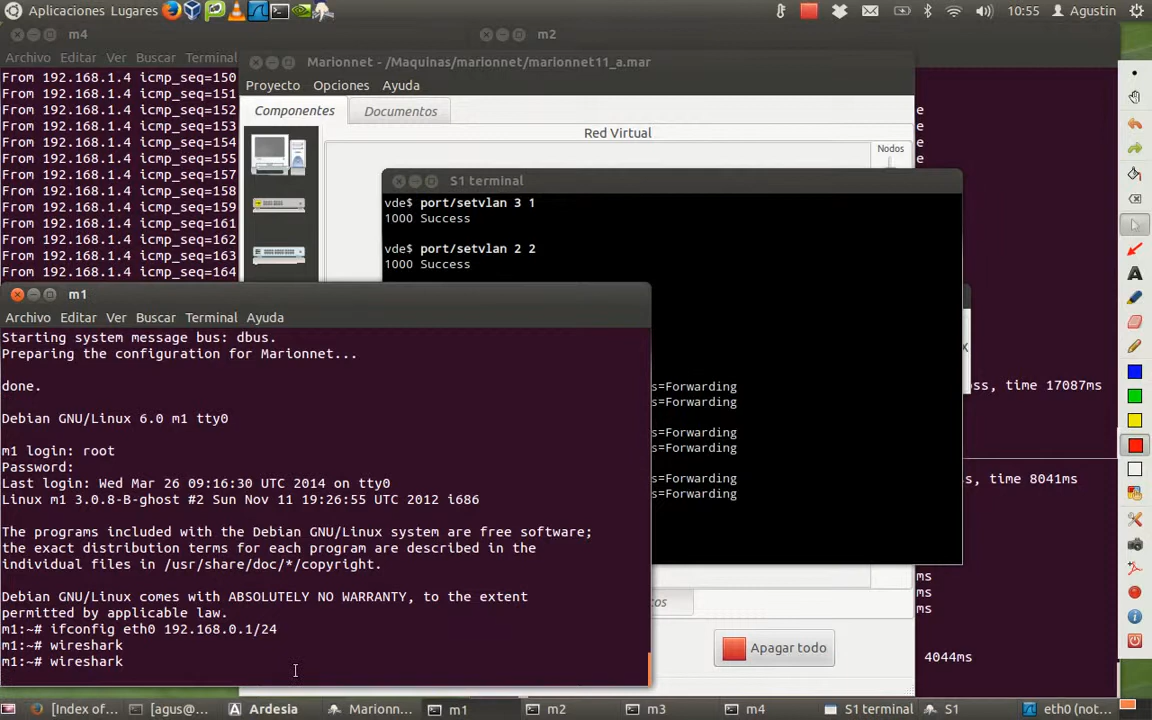 Aplicaciones Lugares
10:55 Agustin
m4
m2
Archivo Editar Ver Buscar Terminal
Marionnet - /Maquinas/marionnet/marionnet11_a.mar
Proyecto Opciones Ayuda
Componentes Documentos
Red Virtual
Nodos
From 192.168.1.4 icmp_seq=150
From 192.168.1.4 icmp_seq=151
From 192.168.1.4 icmp_seq=152
From 192.168.1.4 icmp_seq=153
From 192.168.1.4 icmp_seq=154
From 192.168.1.4 icmp_seq=155
From 192.168.1.4 icmp_seq=157
From 192.168.1.4 icmp_seq=158
From 192.168.1.4 icmp_seq=159
From 192.168.1.4 icmp_seq=161
From 192.168.1.4 icmp_seq=162
From 192.168.1.4 icmp_seq=163
From 192.168.1.4 icmp_seq=164
e
e
e
e
S1 terminal
vde$ port/setvlan 3 1
1000 Success
vde$ port/setvlan 2 2
1000 Success
s=Forwarding
s=Forwarding
s=Forwarding
s=Forwarding
s=Forwarding
s=Forwarding
X
ss, time 17087ms
s, time 8041ms
ms
ms
ms
4044ms
cos
Apagar todo
m1
Archivo Editar Ver Buscar Terminal Ayuda
Starting system message bus: dbus.
Preparing the configuration for Marionnet...
done.
Debian GNU/Linux 6.0 m1 tty0
m1 login: root
Password:
Last login: Wed Mar 26 09:16:30 UTC 2014 on tty0
Linux m1 3.0.8-B-ghost #2 Sun Nov 11 19:26:55 UTC 2012 i686
The programs included with the Debian GNU/Linux system are free software;
the exact distribution terms for each program are described in the
individual files in /usr/share/doc/*/copyright.
Debian GNU/Linux comes with ABSOLUTELY NO WARRANTY, to the extent
permitted by applicable law.
m1:~# ifconfig eth0 192.168.0.1/24
m1:~# wireshark
m1:~# wireshark
[Index of... [agus@... Ardesia Marionn... m1 m2 m3 m4 S1 terminal S1 eth0 (not...